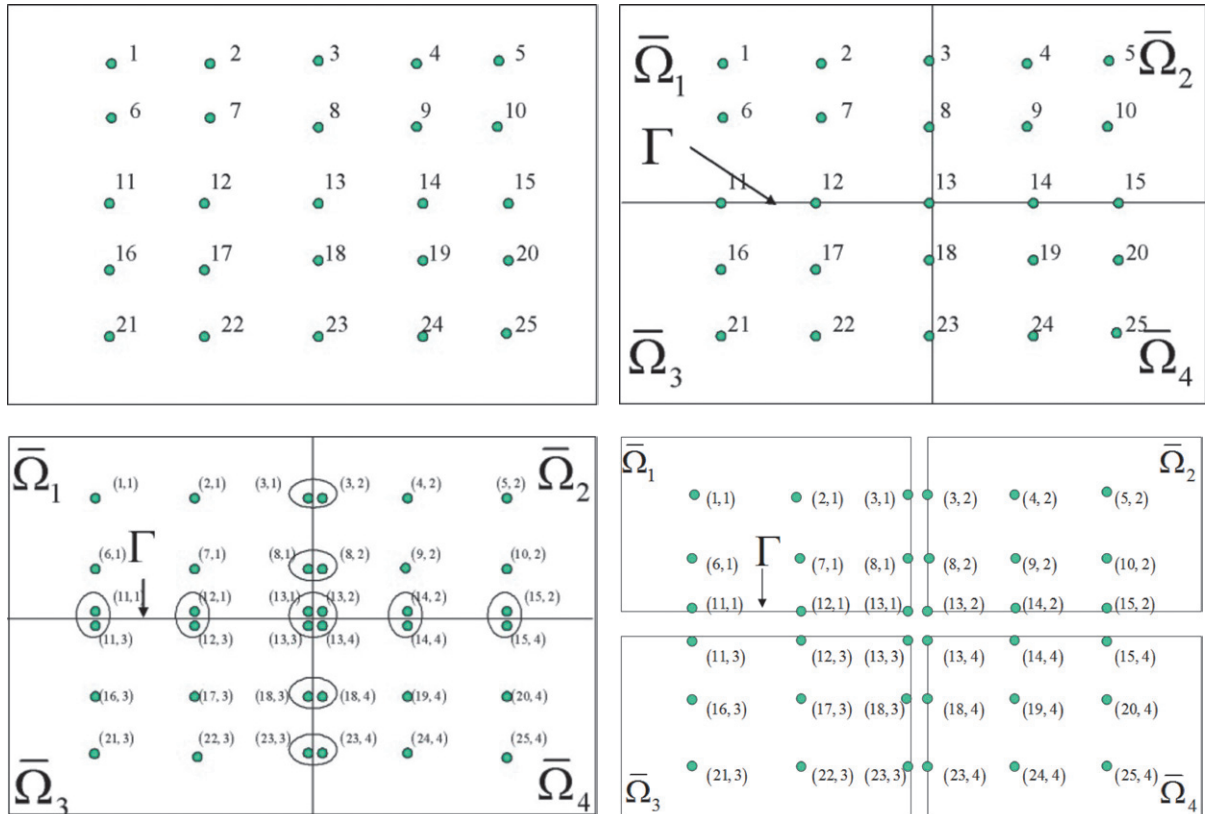 1 2 3 4 5
6 7 8 9 10
11 12 13 14 15
16 17 18 19 20
21 22 23 24 25
Ω̄1 1 2 3 4 5 Ω̄2
6 7 8 9 10
Γ
11 12 13 14 15
16 17 18 19 20
21 22 23 24 25
Ω̄3 Ω̄4
Ω̄1 Ω̄2
(1,1) (2,1) (3,1) (3,2) (4,2) (5,2)
(6,1) (7,1) (8,1) (8,2) (9,2) (10,2)
Γ
(11,1) (12,1) (13,1) (13,2) (14,2) (15,2)
(11,3) (12,3) (13,3) (13,4) (14,4) (15,4)
(16,3) (17,3) (18,3) (18,4) (19,4) (20,4)
(21,3) (22,3) (23,3) (23,4) (24,4) (25,4)
Ω̄3 Ω̄4
Ω̄1 Ω̄2
(1,1) (2,1) (3,1) (3,2) (4,2) (5,2)
Γ
(6,1) (7,1) (8,1) (8,2) (9,2) (10,2)
(11,1) (12,1) (13,1) (13,2) (14,2) (15,2)
(11,3) (12,3) (13,3) (13,4) (14,4) (15,4)
(16,3) (17,3) (18,3) (18,4) (19,4) (20,4)
(21,3) (22,3) (23,3) (23,4) (24,4) (25,4)
Ω̄3 Ω̄4